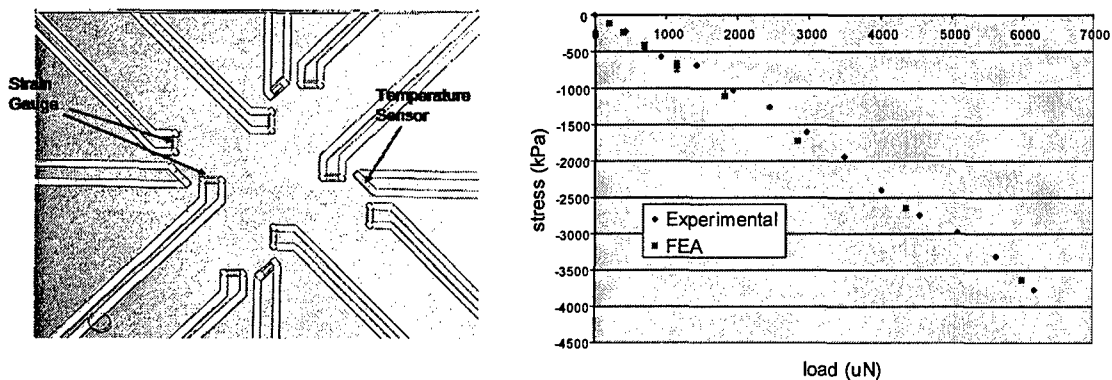 Strain
Gauge
Temperature
Sensor
0 1000 2000 3000 4000 5000 6000 7000
0
-500
-1000
-1500
-2000
-2500
-3000
-3500
-4000
-4500
stress (kPa)
Experimental
FEA
load (uN)